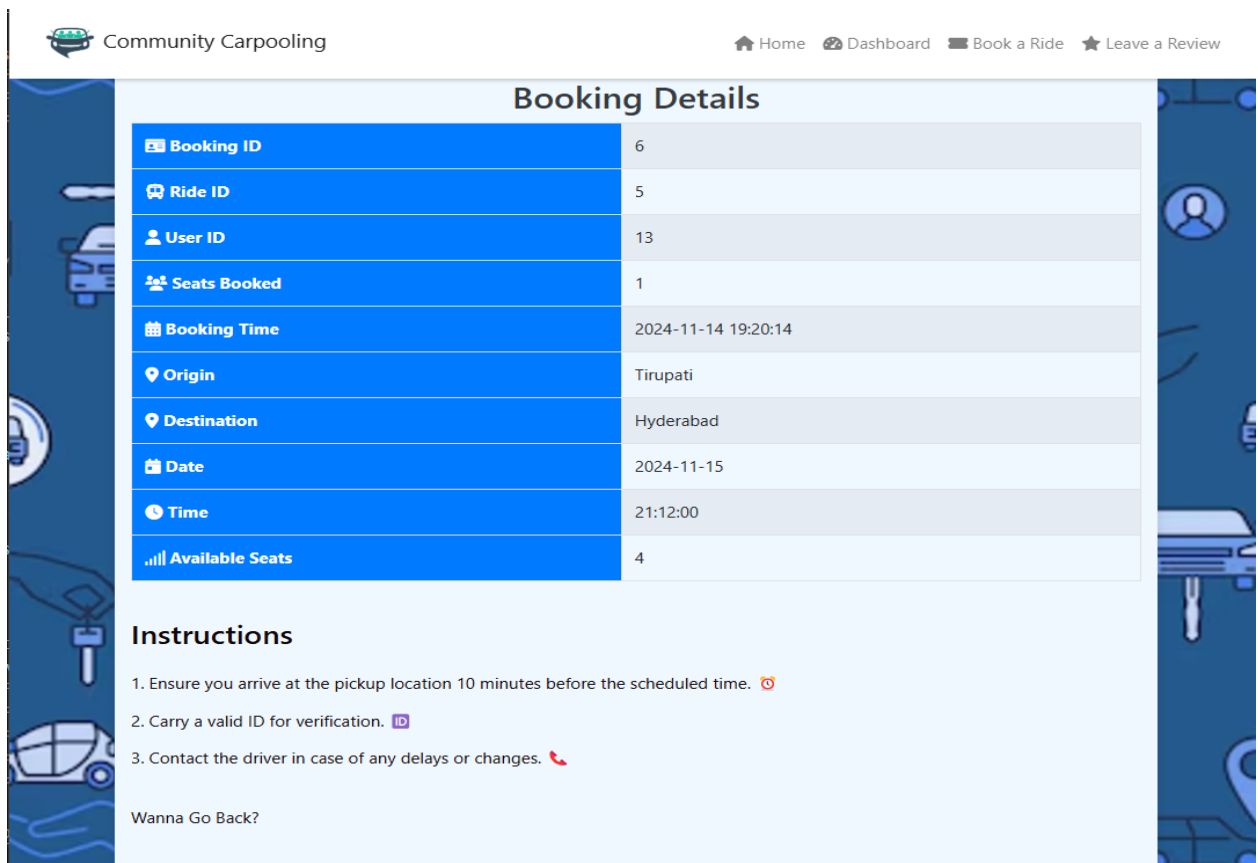 Community Carpooling
Home Dashboard Book a Ride Leave a Review
Booking Details
Booking ID 6
Ride ID 5
User ID 13
Seats Booked 1
Booking Time 2024-11-14 19:20:14
Origin Tirupati
Destination Hyderabad
Date 2024-11-15
Time 21:12:00
Available Seats 4
Instructions
1. Ensure you arrive at the pickup location 10 minutes before the scheduled time. ⏰
2. Carry a valid ID for verification. 🆔
3. Contact the driver in case of any delays or changes. 📞
Wanna Go Back?